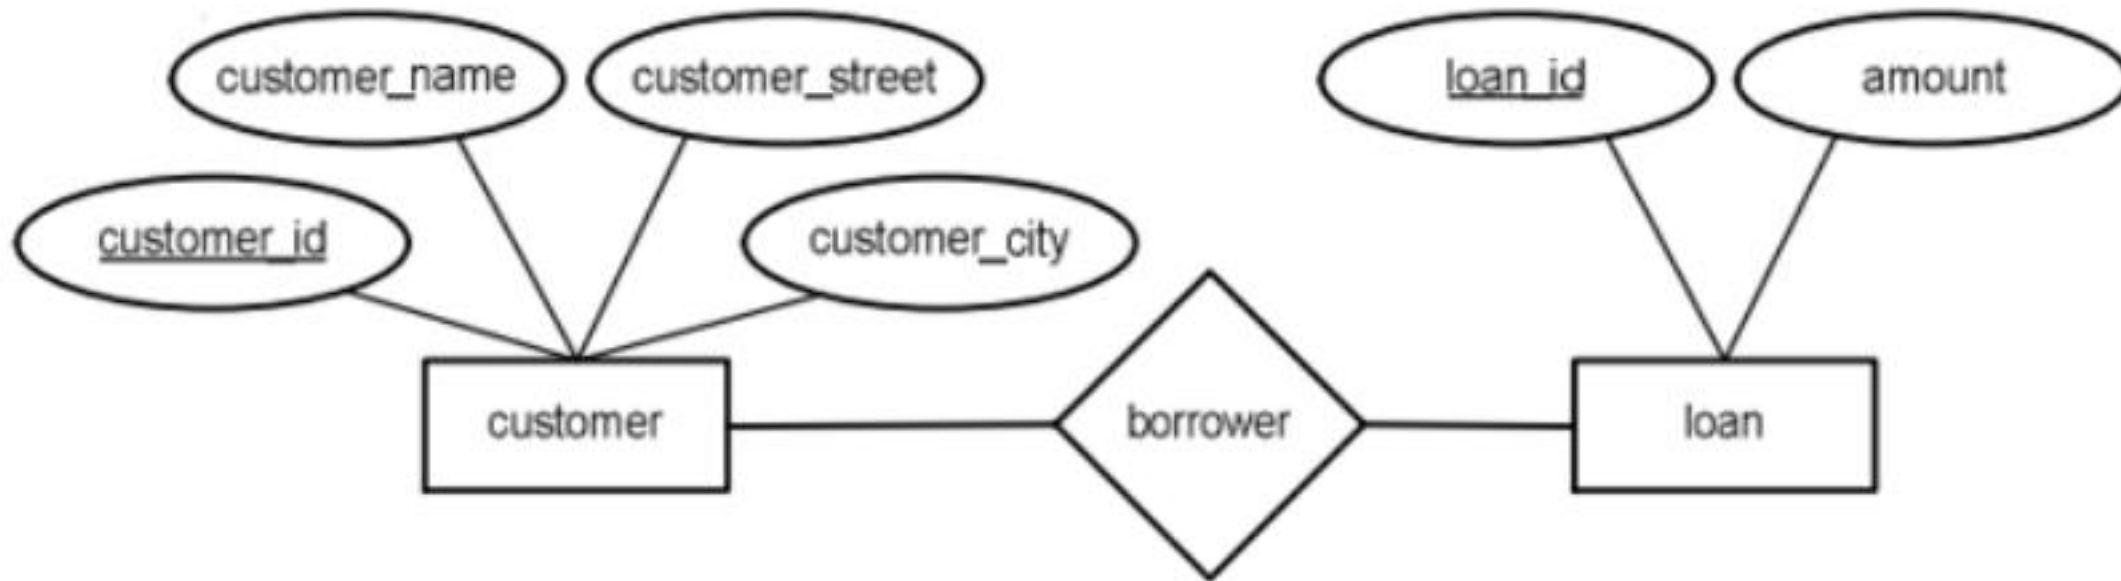 customer_name
customer_street
loan_id
amount
customer_id
customer_city
customer
borrower
loan